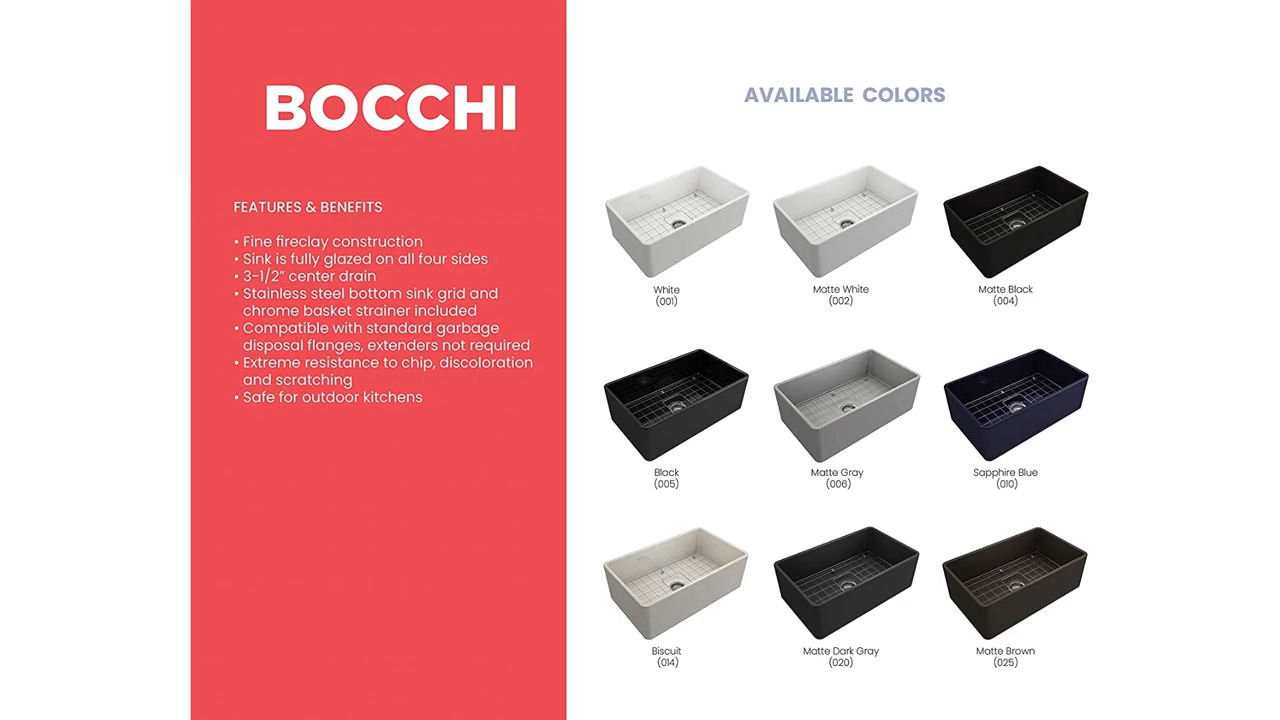 BOCCHI
FEATURES & BENEFITS
• Fine fireclay construction
• Sink is fully glazed on all four sides
• 3-1/2” center drain
• Stainless steel bottom sink grid and
chrome basket strainer included
• Compatible with standard garbage
disposal flanges, extenders not required
• Extreme resistance to chip, discoloration
and scratching
• Safe for outdoor kitchens
AVAILABLE COLORS
White
(001)
Matte White
(002)
Matte Black
(004)
Black
(005)
Matte Gray
(006)
Sapphire Blue
(010)
Biscuit
(014)
Matte Dark Gray
(020)
Matte Brown
(025)